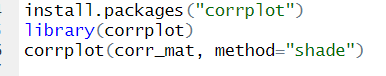 install.packages("corrplot")
library(corrplot)
corrplot(corr_mat, method="shade")